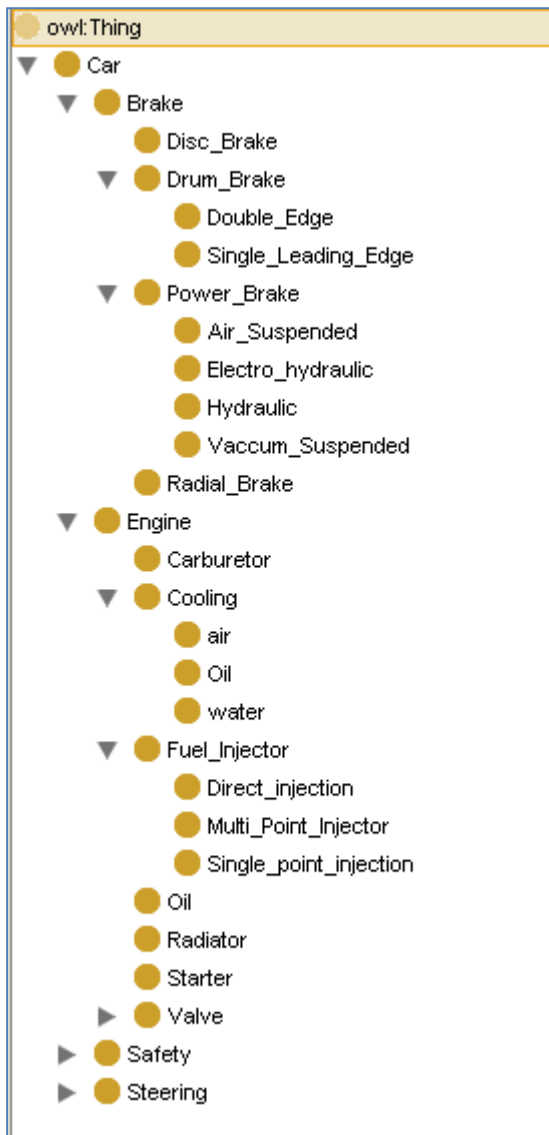 owl:Thing
Car
Brake
Disc_Brake
Drum_Brake
Double_Edge
Single_Leading_Edge
Power_Brake
Air_Suspended
Electro_hydraulic
Hydraulic
Vaccum_Suspended
Radial_Brake
Engine
Carburetor
Cooling
air
Oil
water
Fuel_Injector
Direct_injection
Multi_Point_Injector
Single_point_injection
Oil
Radiator
Starter
Valve
Safety
Steering